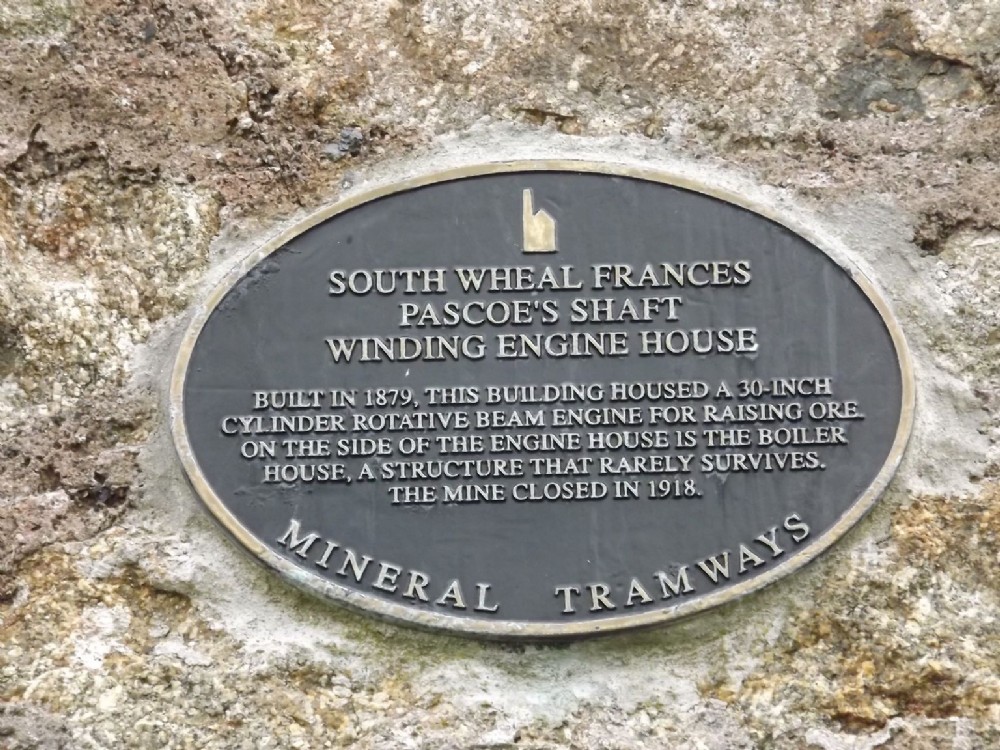 SOUTH WHEAL FRANCES
PASCOE'S SHAFT
WINDING ENGINE HOUSE
BUILT IN 1879, THIS BUILDING HOUSED A 30-INCH
CYLINDER ROTATIVE BEAM ENGINE FOR RAISING ORE.
ON THE SIDE OF THE ENGINE HOUSE IS THE BOILER
HOUSE, A STRUCTURE THAT RARELY SURVIVES.
THE MINE CLOSED IN 1918.
MINERAL TRAMWAYS